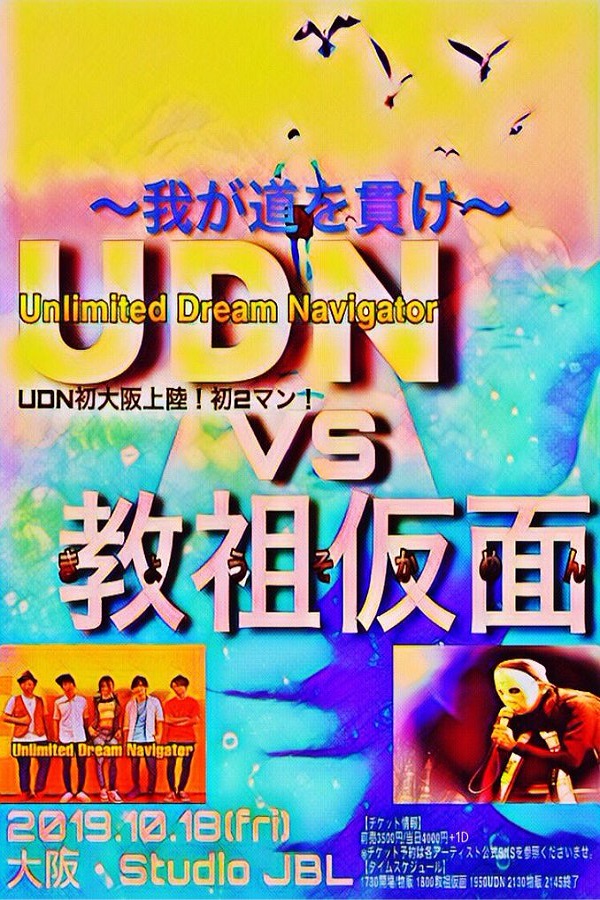 ～我が道を貫け～
UDN
Unlimited Dream Navigator
UDN初大阪上陸！初2マン！
VS
教祖仮面
きょうそかめん
Unlimited Dream Navigator
2019.10.18(fri)
大阪・Studio JBL
【チケット情報】
前売3500円/当日4000円+1D
※チケット予約は各アーティスト公式SNSを参照くださいませ。
【タイムスケジュール】
1730開場/物販 1800教祖仮面 1950UDN 2130物販 2145終了